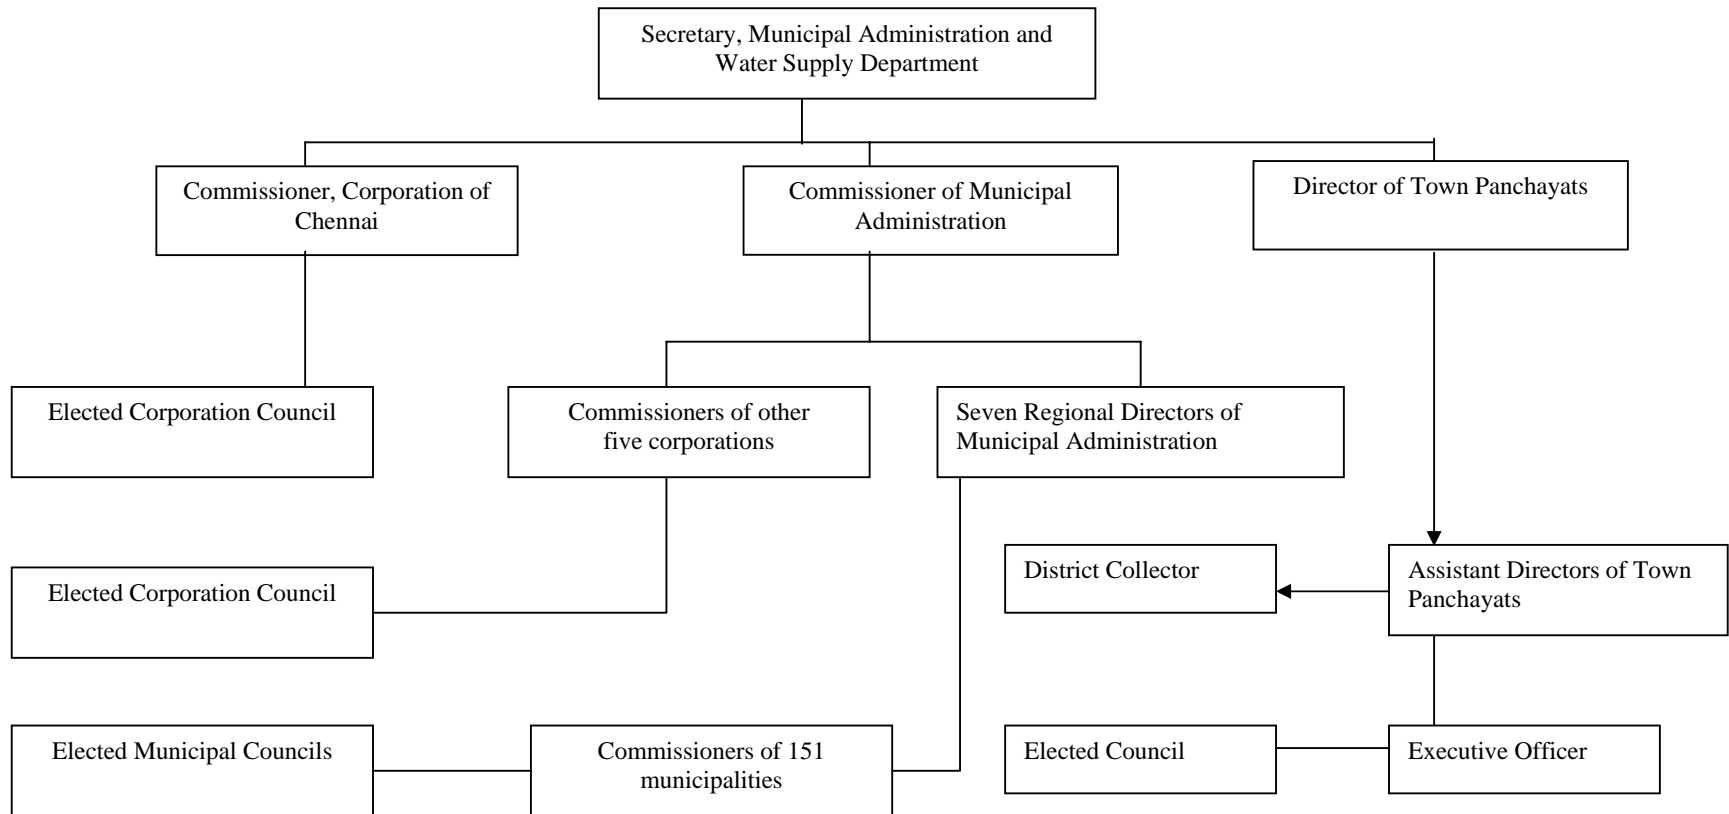 Secretary, Municipal Administration and
Water Supply Department
Commissioner, Corporation of
Chennai
Commissioner of Municipal
Administration
Director of Town Panchayats
Elected Corporation Council
Commissioners of other
five corporations
Seven Regional Directors of
Municipal Administration
District Collector
Assistant Directors of Town
Panchayats
Elected Corporation Council
Elected Municipal Councils
Commissioners of 151
municipalities
Elected Council
Executive Officer